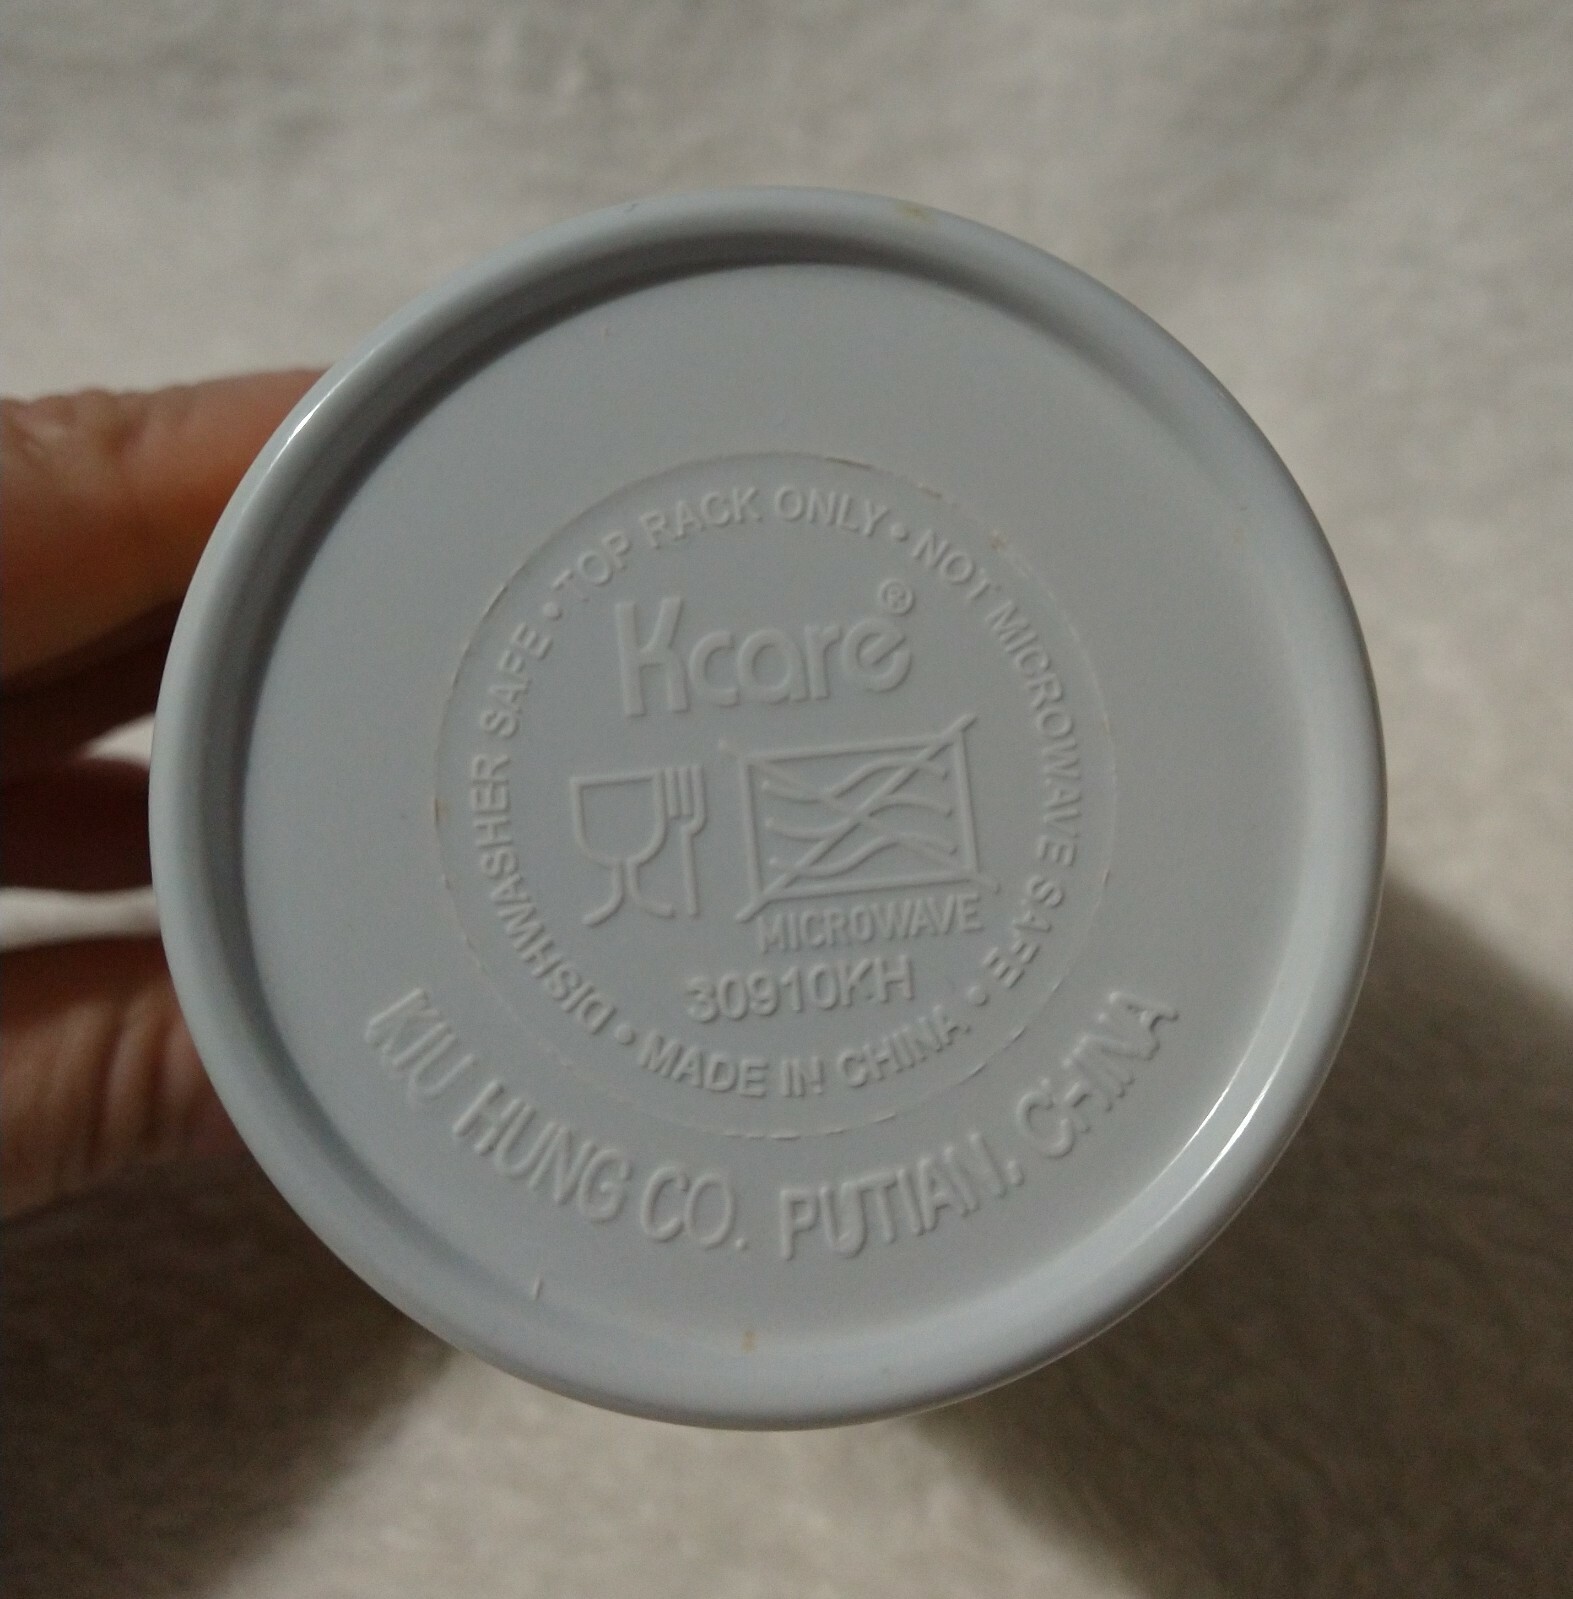 DISHWASHER SAFE • TOP RACK ONLY • NOT MICROWAVE SAFE • MADE IN CHINA •
Kcare®
MICROWAVE
30910KH
KIU HUNG CO. PUTIAN. CHINA